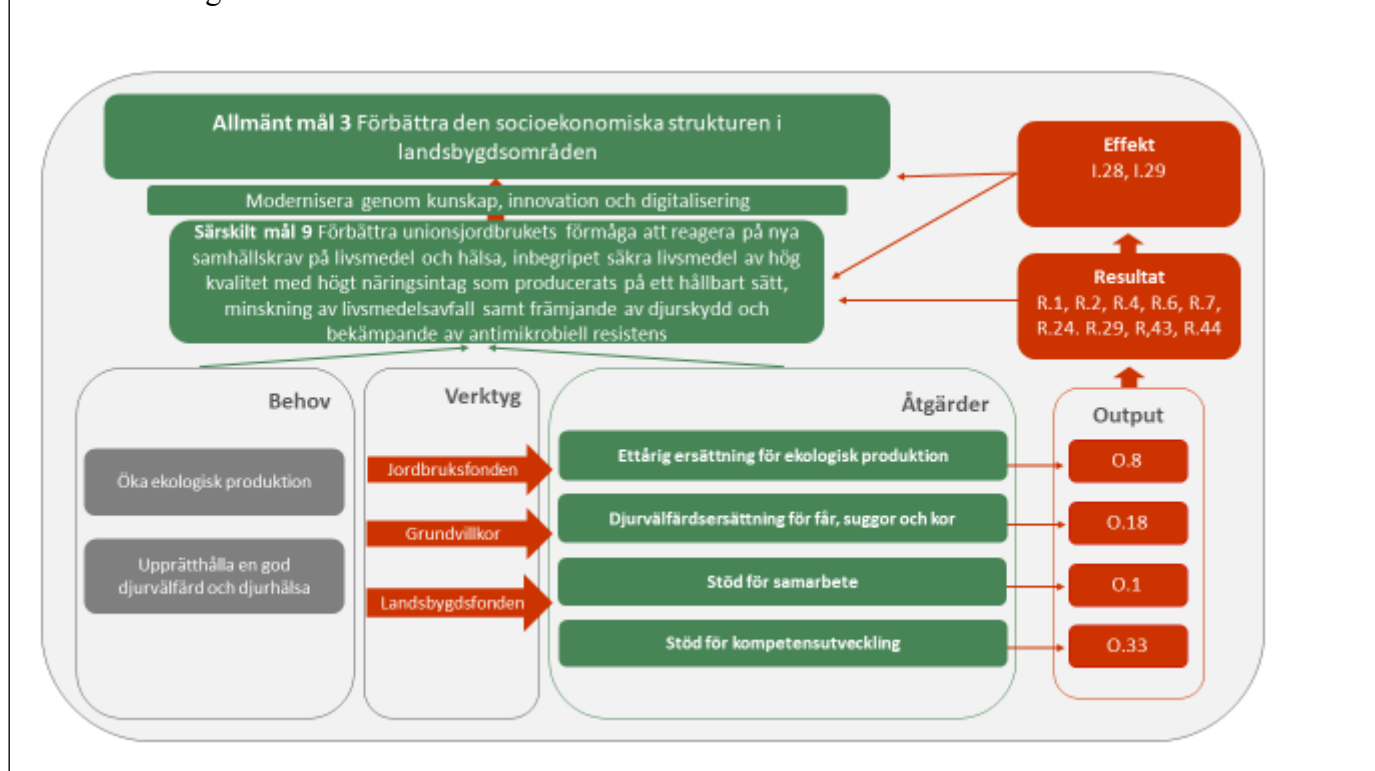 Allmänt mål 3 Förbättra den socioekonomiska strukturen i
landsbygdsområden
Modernisera genom kunskap, innovation och digitalisering
Särskilt mål 9 Förbättra unionsjordbrukets förmåga att reagera på nya
samhällskrav på livsmedel och hälsa, inbegripet säkra livsmedel av hög
kvalitet med högt näringsintag som producerats på ett hållbart sätt,
minskning av livsmedelsavfall samt främjande av djurskydd och
bekämpande av antimikrobiell resistens
Effekt
I.28, I.29
Resultat
R.1, R.2, R.4, R.6, R.7,
R.24. R.29, R,43, R.44
Behov
Öka ekologisk produktion
Upprätthålla en god
djurvälfärd och djurhälsa
Verktyg
Jordbruksfonden
Grundvillkor
Landsbygdsfonden
Åtgärder
Ettårig ersättning för ekologisk produktion
Djurvälfärdsersättning för får, suggor och kor
Stöd för samarbete
Stöd för kompetensutveckling
Output
O.8
O.18
O.1
O.33